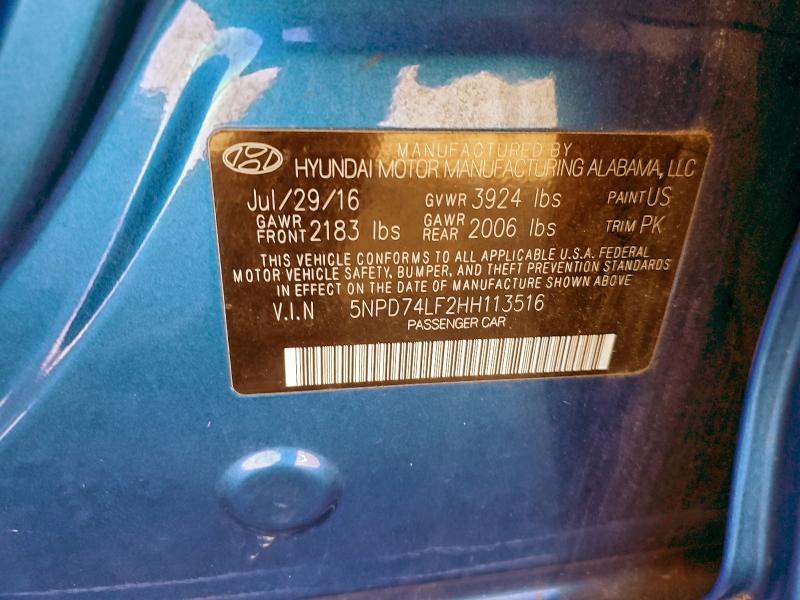 MANUFACTURED BY
HYUNDAI MOTOR MANUFACTURING ALABAMA, LLC
Jul/29/16 GVWR 3924 lbs PAINT US
GAWR FRONT 2183 lbs GAWR REAR 2006 lbs TRIM PK
THIS VEHICLE CONFORMS TO ALL APPLICABLE U.S.A. FEDERAL
MOTOR VEHICLE SAFETY, BUMPER, AND THEFT PREVENTION STANDARDS
IN EFFECT ON THE DATE OF MANUFACTURE SHOWN ABOVE
V.I.N 5NPD74LF2HH113516
PASSENGER CAR